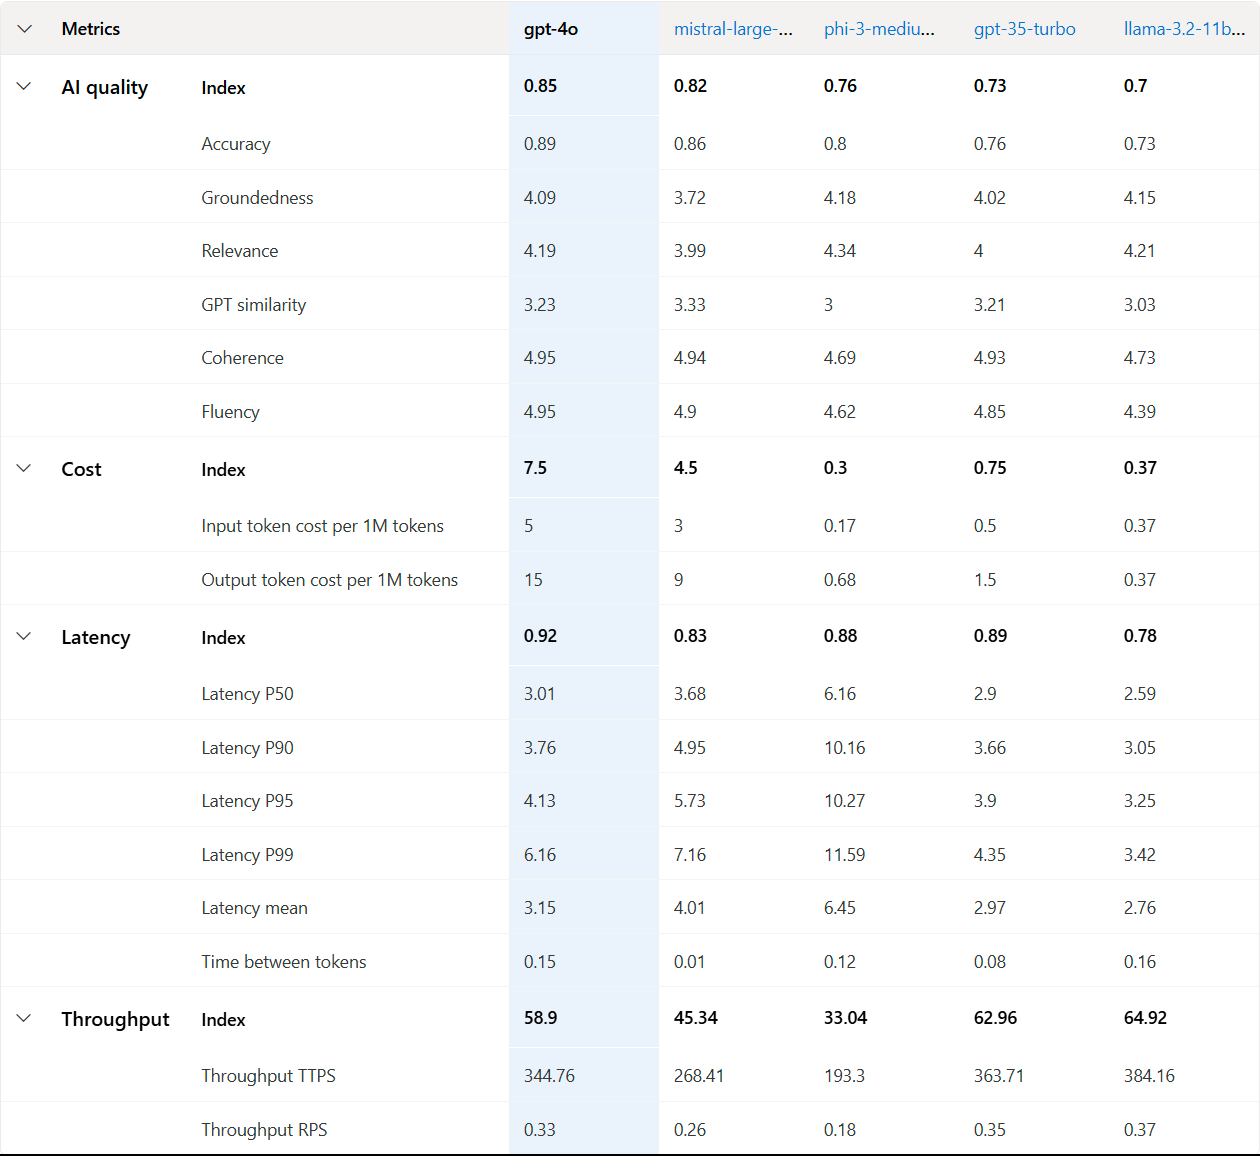 Metrics gpt-4o mistral-large-... phi-3-mediu... gpt-35-turbo llama-3.2-11b...
AI quality Index 0.85 0.82 0.76 0.73 0.7
Accuracy 0.89 0.86 0.8 0.76 0.73
Groundedness 4.09 3.72 4.18 4.02 4.15
Relevance 4.19 3.99 4.34 4 4.21
GPT similarity 3.23 3.33 3 3.21 3.03
Coherence 4.95 4.94 4.69 4.93 4.73
Fluency 4.95 4.9 4.62 4.85 4.39
Cost Index 7.5 4.5 0.3 0.75 0.37
Input token cost per 1M tokens 5 3 0.17 0.5 0.37
Output token cost per 1M tokens 15 9 0.68 1.5 0.37
Latency Index 0.92 0.83 0.88 0.89 0.78
Latency P50 3.01 3.68 6.16 2.9 2.59
Latency P90 3.76 4.95 10.16 3.66 3.05
Latency P95 4.13 5.73 10.27 3.9 3.25
Latency P99 6.16 7.16 11.59 4.35 3.42
Latency mean 3.15 4.01 6.45 2.97 2.76
Time between tokens 0.15 0.01 0.12 0.08 0.16
Throughput Index 58.9 45.34 33.04 62.96 64.92
Throughput TTPS 344.76 268.41 193.3 363.71 384.16
Throughput RPS 0.33 0.26 0.18 0.35 0.37